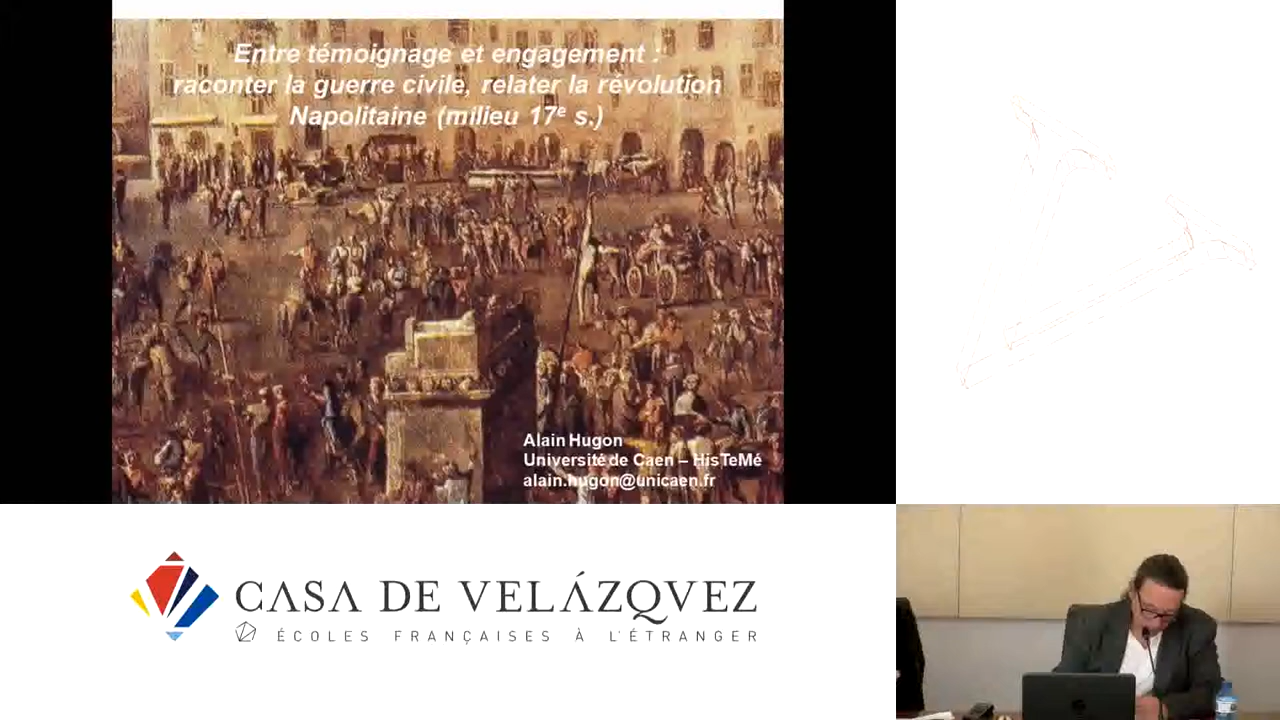 Entre témoignage et engagement :
raconter la guerre civile, relater la révolution
Napolitaine (milieu 17e s.)
Alain Hugon
Université de Caen – HisTeMé
alain.hugon@unicaen.fr
CASA DE VELÁZQVEZ
ÉCOLES FRANÇAISES À L'ÉTRANGER